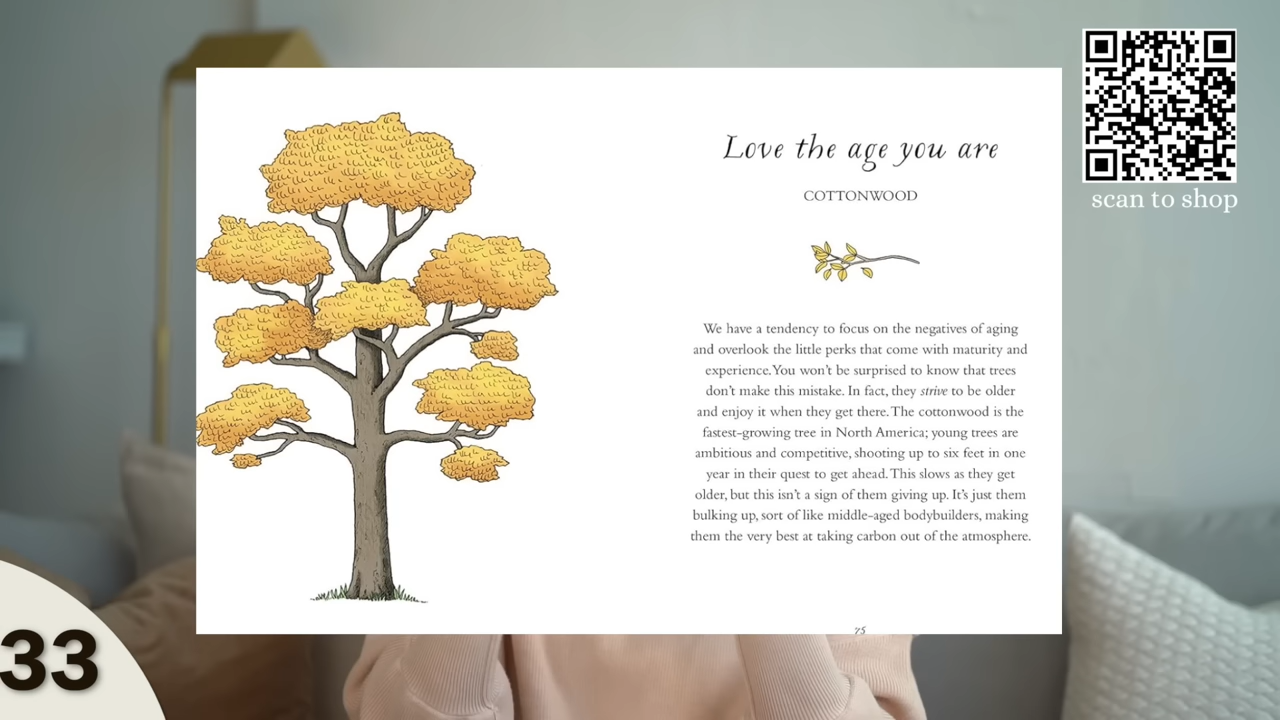 Love the age you are
COTTONWOOD
We have a tendency to focus on the negatives of aging
and overlook the little perks that come with maturity and
experience. You won't be surprised to know that trees
don't make this mistake. In fact, they strive to be older
and enjoy it when they get there. The cottonwood is the
fastest-growing tree in North America; young trees are
ambitious and competitive, shooting up to six feet in one
year in their quest to get ahead. This slows as they get
older, but this isn't a sign of them giving up. It's just them
bulking up, sort of like middle-aged bodybuilders, making
them the very best at taking carbon out of the atmosphere.
75
scan to shop
33